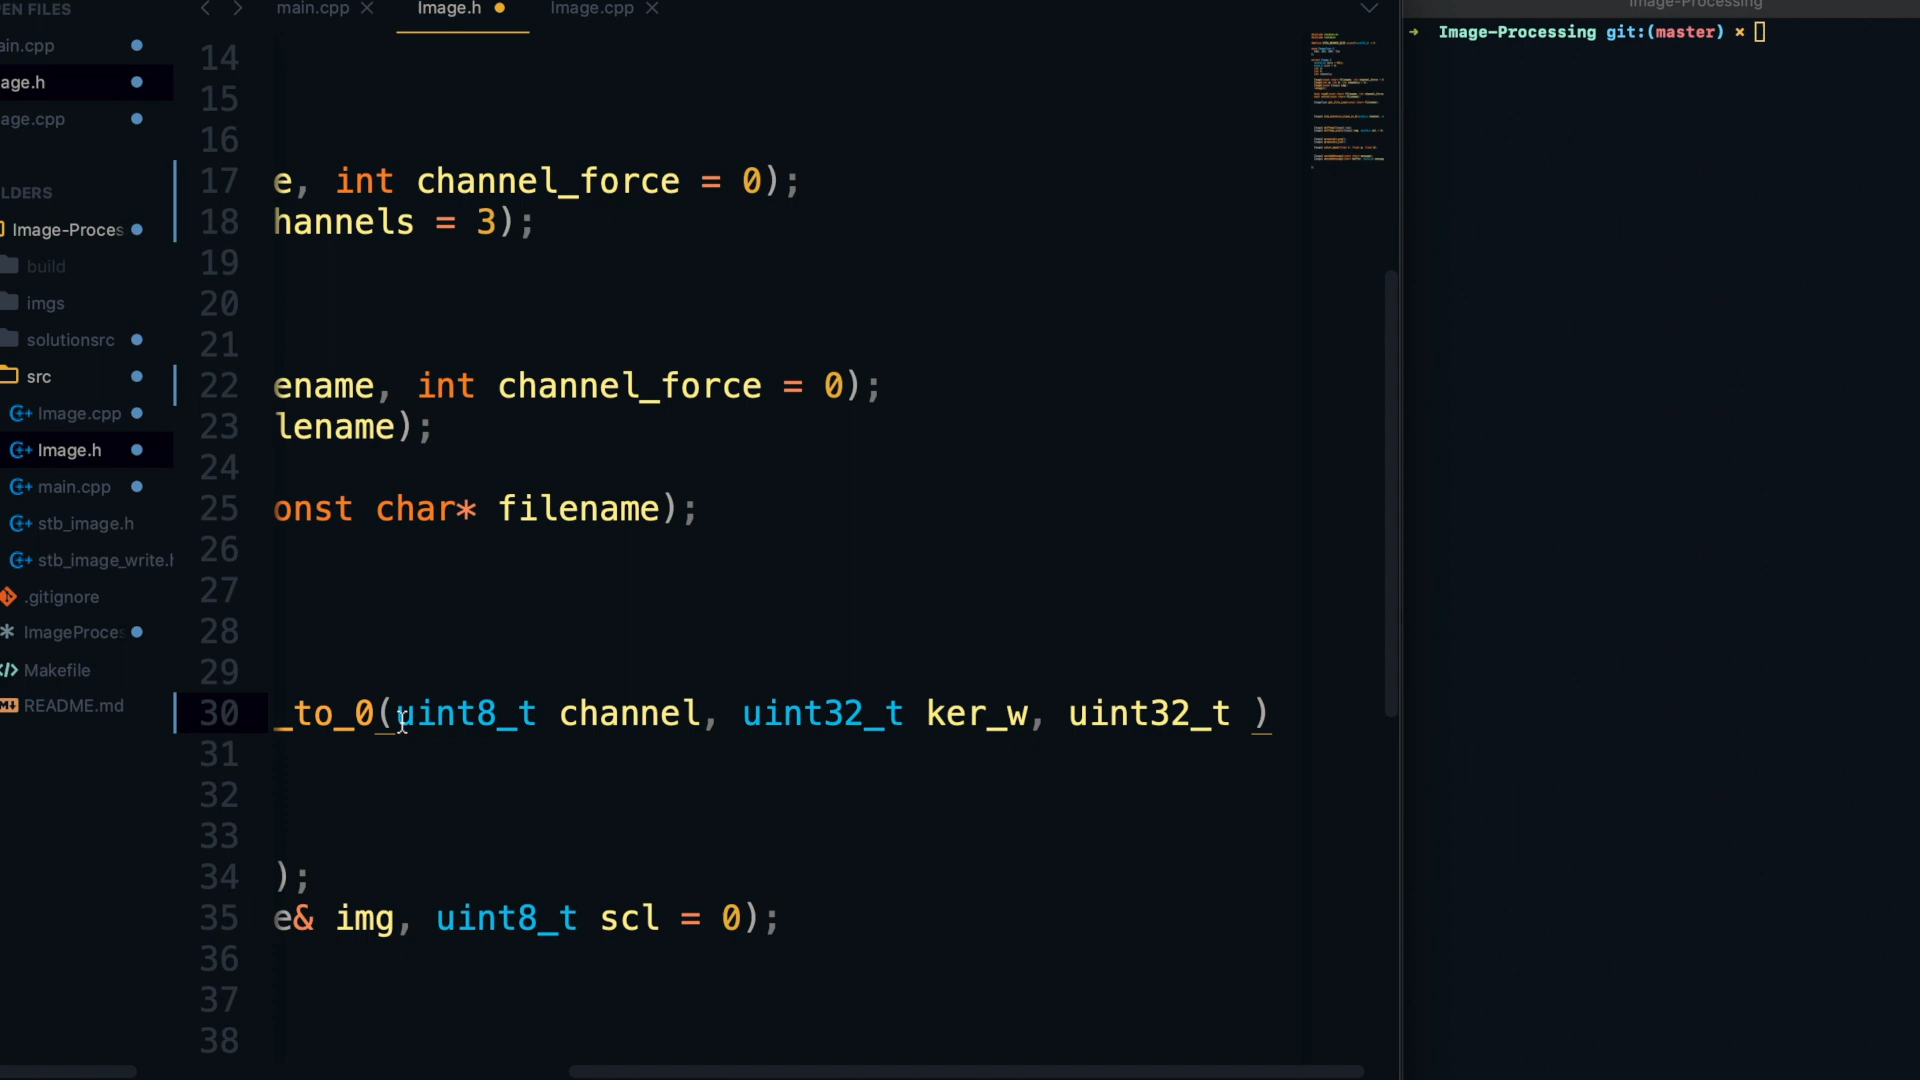 PEN FILES
ain.cpp
age.h
age.cpp
LDERS
Image-Proces
build
imgs
solutionsrc
src
Image.cpp
Image.h
main.cpp
stb_image.h
stb_image_write.h
.gitignore
ImageProces
Makefile
README.md
main.cpp
Image.h
Image.cpp
14
15
16
17 e, int channel_force = 0);
18 hannels = 3);
19
20
21
22 ename, int channel_force = 0);
23 lename);
24
25 onst char* filename);
26
27
28
29
30 _to_0(uint8_t channel, uint32_t ker_w, uint32_t )
31
32
33
34 );
35 e& img, uint8_t scl = 0);
36
37
38
Image-Processing
➜ Image-Processing git:(master) ×